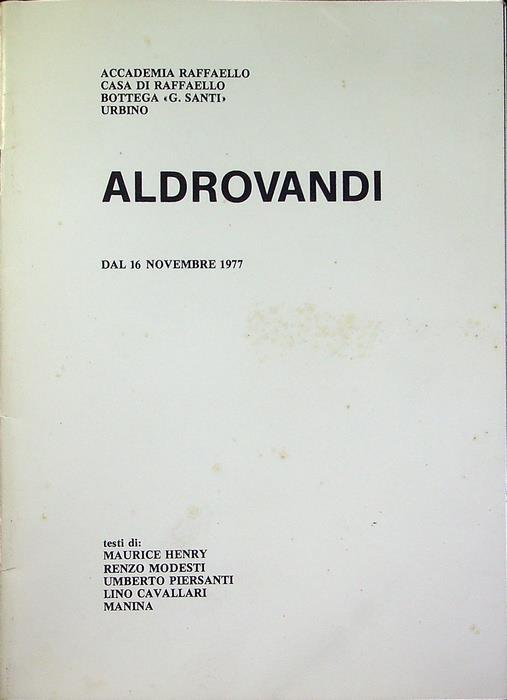 ACCADEMIA RAFFAELLO
CASA DI RAFFAELLO
BOTTEGA «G. SANTI»
URBINO
ALDROVANDI
DAL 16 NOVEMBRE 1977
testi di:
MAURICE HENRY
RENZO MODESTI
UMBERTO PIERSANTI
LINO CAVALLARI
MANINA